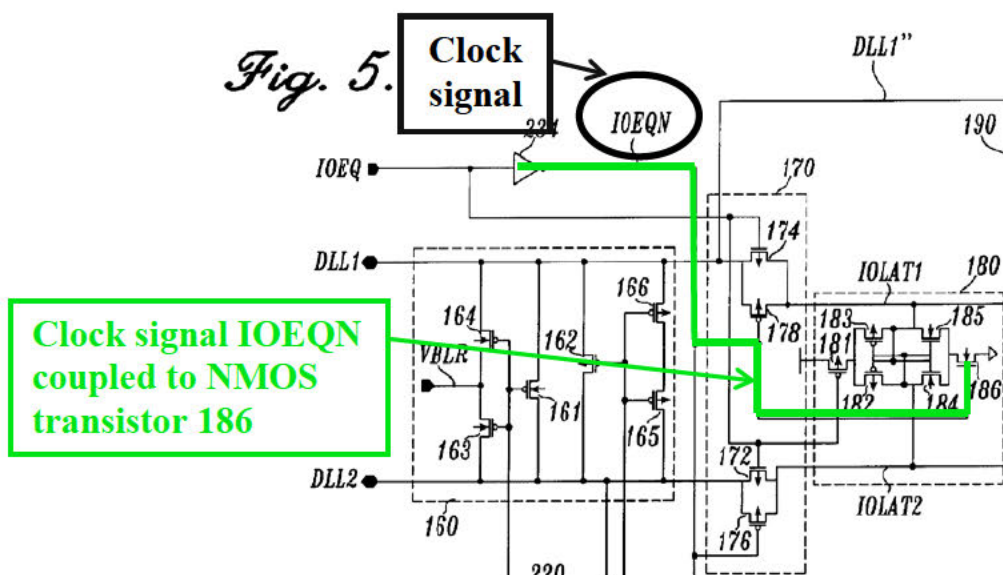 Fig. 5.
Clock
signal
DLL1"
190
234
IOEQN
IOEQ
170
174
DLL1
166
IOLAT1
180
164
162
178
183
185
Clock signal IOEQN
coupled to NMOS
transistor 186
VBLR
181
161
182
184
186
163
165
172
DLL2
IOLAT2
160
176
220